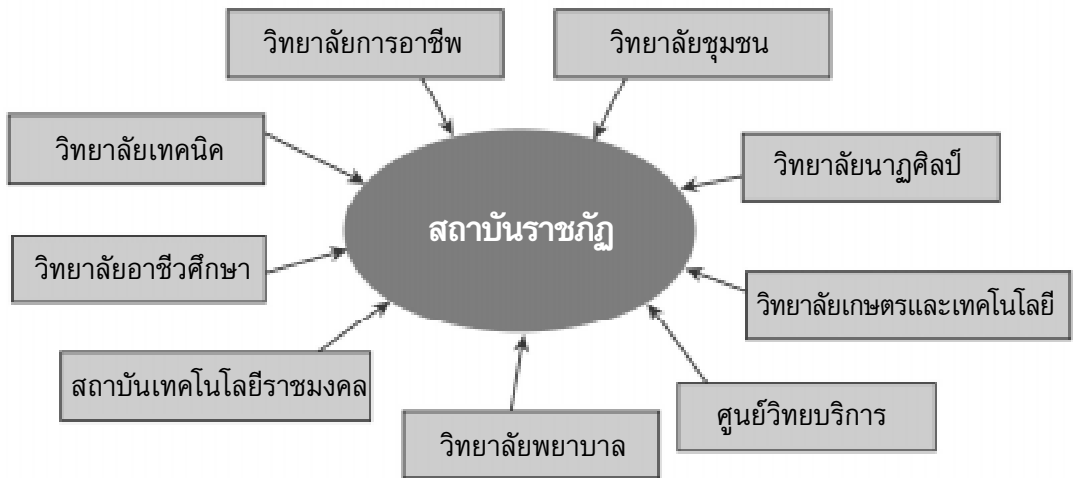 วิทยาลัยการอาชีพ
วิทยาลัยชุมชน
วิทยาลัยเทคนิค
วิทยาลัยนาฏศิลป์
สถาบันราชภัฏ
วิทยาลัยอาชีวศึกษา
วิทยาลัยเกษตรและเทคโนโลยี
สถาบันเทคโนโลยีราชมงคล
ศูนย์วิทยบริการ
วิทยาลัยพยาบาล